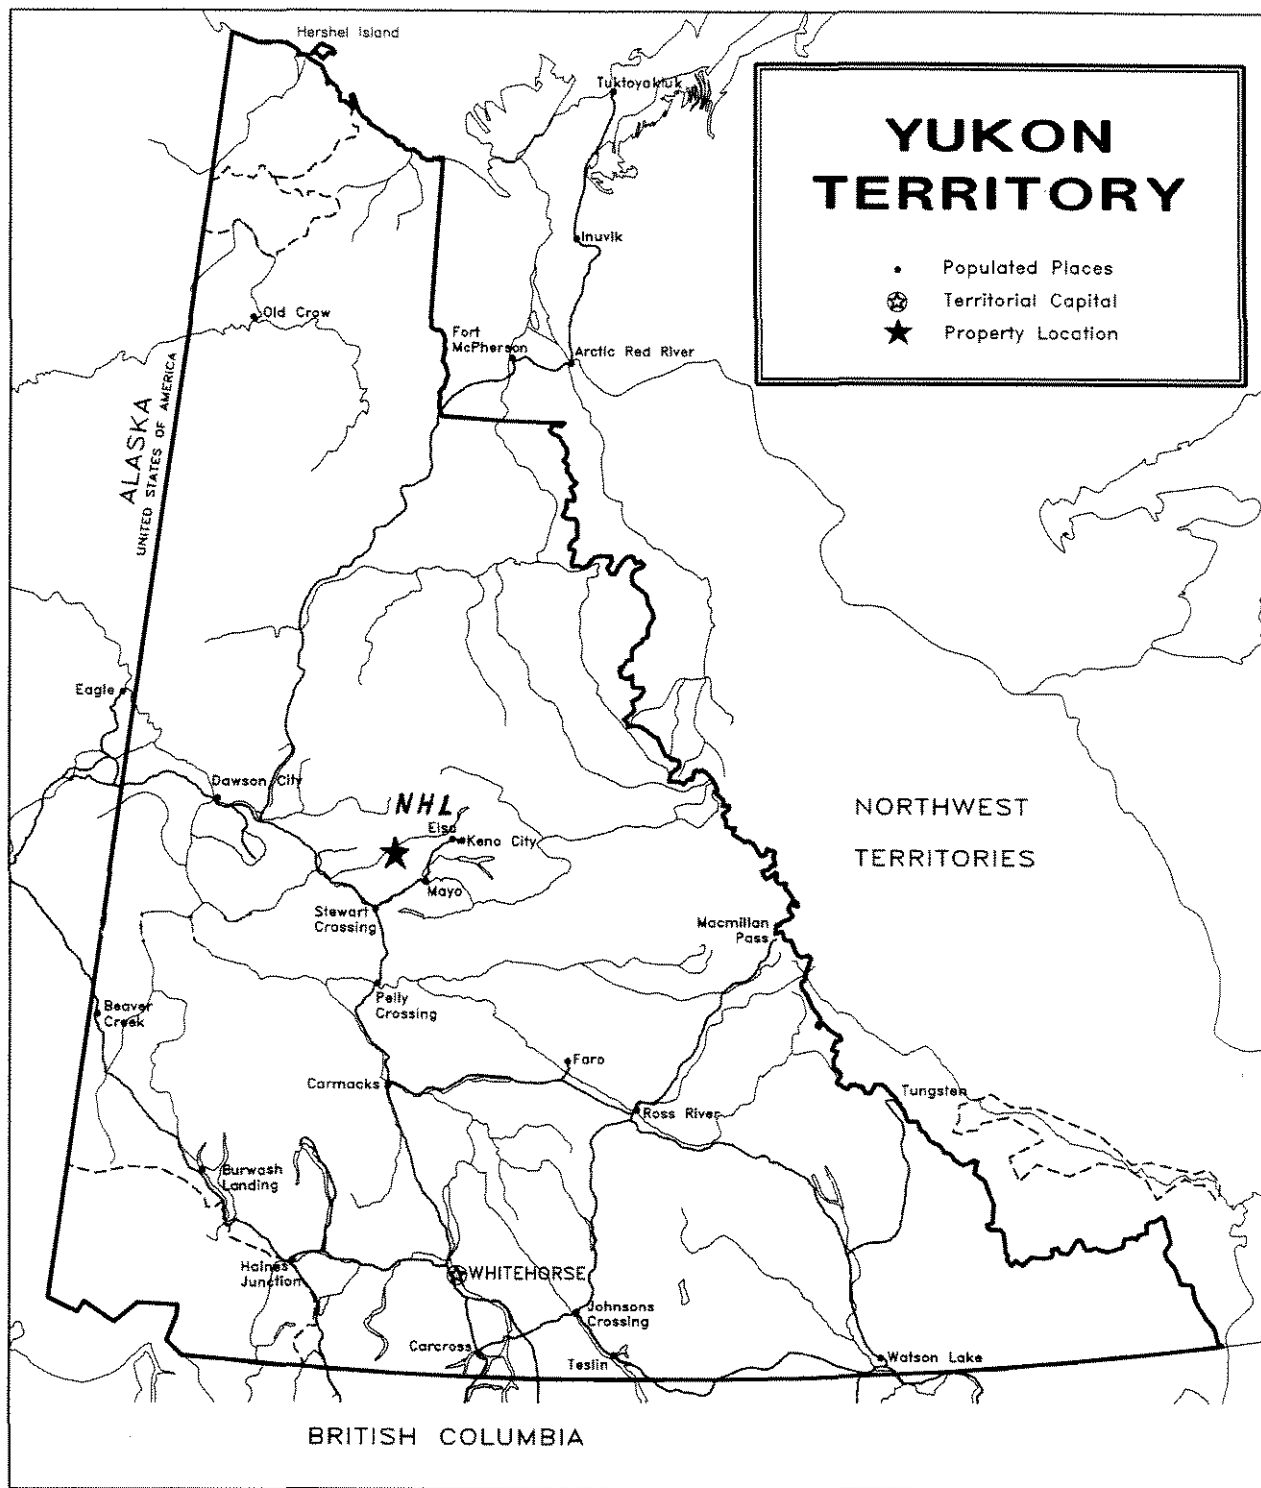 Hershel Island
Tuktoyaktuk
YUKON
TERRITORY
Populated Places
Territorial Capital
Property Location
Inuvik
Old Crow
Fort
McPherson
Arctic Red River
ALASKA
UNITED STATES OF AMERICA
Eagle
Dawson City
NHL
Elsa
Keno City
Mayo
NORTHWEST
TERRITORIES
Stewart
Crossing
Macmillan
Pass
Pelly
Crossing
Beaver
Creek
Faro
Carmacks
Ross River
Tungsten
Burwash
Landing
Haines
Junction
WHITEHORSE
Johnsons
Crossing
Carcross
Teslin
Watson Lake
BRITISH COLUMBIA